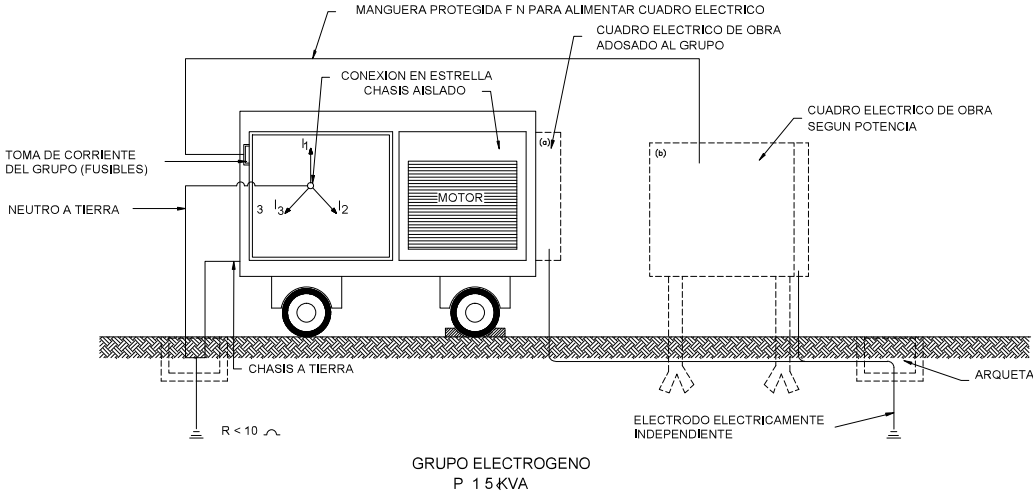 MANGUERA PROTEGIDA F N PARA ALIMENTAR CUADRO ELECTRICO
CUADRO ELECTRICO DE OBRA
ADOSADO AL GRUPO
CONEXION EN ESTRELLA
CHASIS AISLADO
CUADRO ELECTRICO DE OBRA
SEGUN POTENCIA
TOMA DE CORRIENTE
DEL GRUPO (FUSIBLES)
(a)
(b)
I1
NEUTRO A TIERRA
3
I3
I2
MOTOR
CHASIS A TIERRA
ARQUETA
R < 10
ELECTRODO ELECTRICAMENTE
INDEPENDIENTE
GRUPO ELECTROGENO
P 1 5 KVA